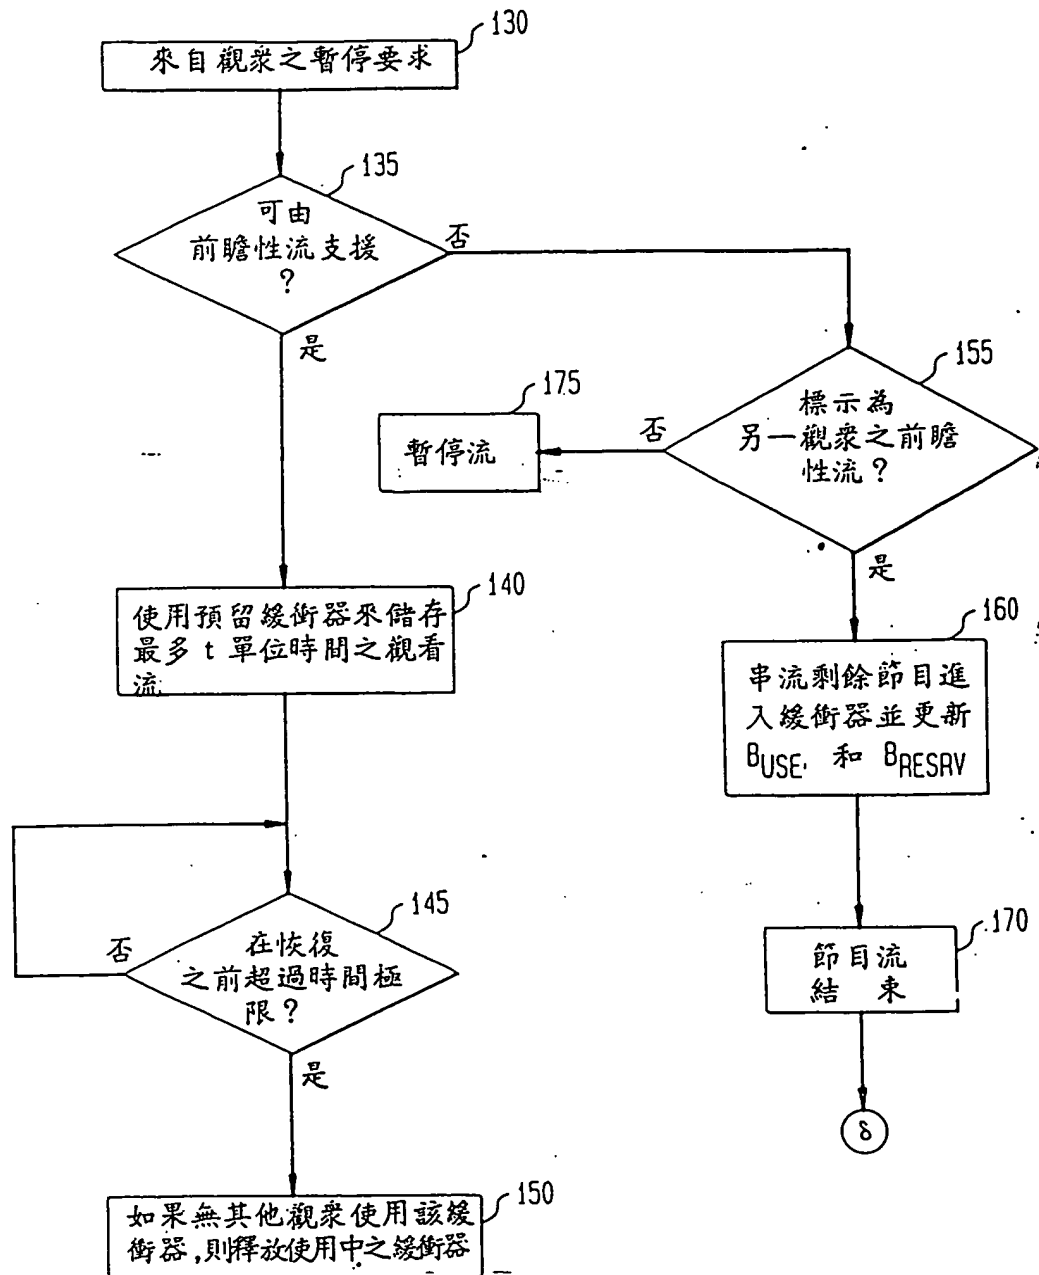 130
來自觀衆之暫停要求
135
可由
前瞻性流支援
?
否
是
155
標示為
另一觀衆之前瞻
性流?
否
是
175
暫停流
140
使用預留緩衝器來儲存
最多 t 單位時間之觀看
流
160
串流剩餘節目進
入緩衝器並更新
BUSE. 和 BRESRV
145
在恢復
之前超過時間極
限?
否
是
170
節目流
結 束
δ
150
如果無其他觀衆使用該緩
衝器,則釋放使用中之緩衝器